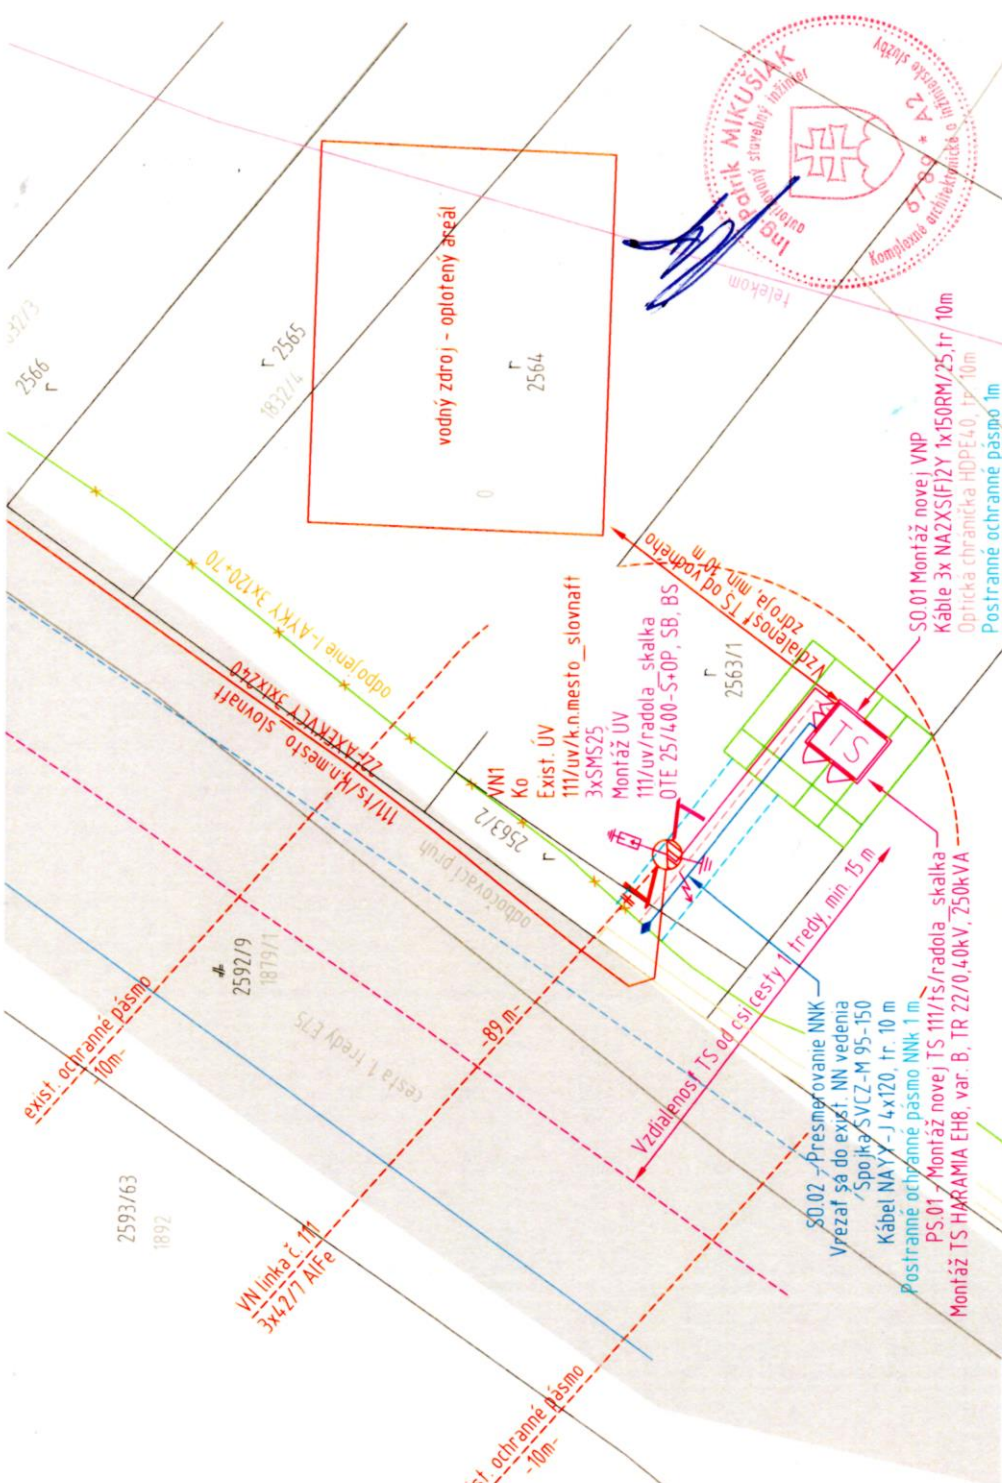 1832/3
2566
r
r 2565
1832/4
vodný zdroj - oplotený areál
r
2564
0
telekom
Ing. Patrik MIKUŠIAK
autorizovaný stavebný inžinier
6789 * A2
Komplexné architektonické a inžinierske služby
odpojenie 1-AYKY 3x120+70
111/ts/k.n.mesto_slovnaft
22-AXEKVCY 3x1x240
VN1
Ko
Exist. ÚV
111/uv/k.n.mesto_slovnaft
3xSMS25
Montáž ÚV
111/uv/radola_skalka
OTE 25/400-S+OP, SB, BS
Vzdialenosť TS od vodného
zdroja, min. 10 m
r
2563/1
2563/2
r
odbočovací pruh
2592/9
1879/1
cesta 1 triedy E75
-89 m-
exist. ochranné pásmo
-10m-
2593/63
1892
VN linka č. 111
3x42/7 AlFe
ochranné pásmo
-10m-
Vzdialenosť TS od csi cesty 1 tredy, min. 15 m
TS
SO.01 Montáž novej VNP
Káble 3x NA2XS(F)2Y 1x150RM/25,tr. 10m
Optická chránička HDPE40, tr. 10m
Postranné ochranné pásmo 1m
SO.02 - Presmerovanie NNK
Vrezať sa do exist. NN vedenia
Spojka SVCZ-M 95-150
Kábel NAYY-J 4x120, tr. 10 m
Postranné ochranné pásmo NNk 1 m
PS.01 - Montáž novej TS 111/ts/radola_skalka
Montáž TS HARAMIA EH8, var. B, TR 22/0,40kV, 250kVA